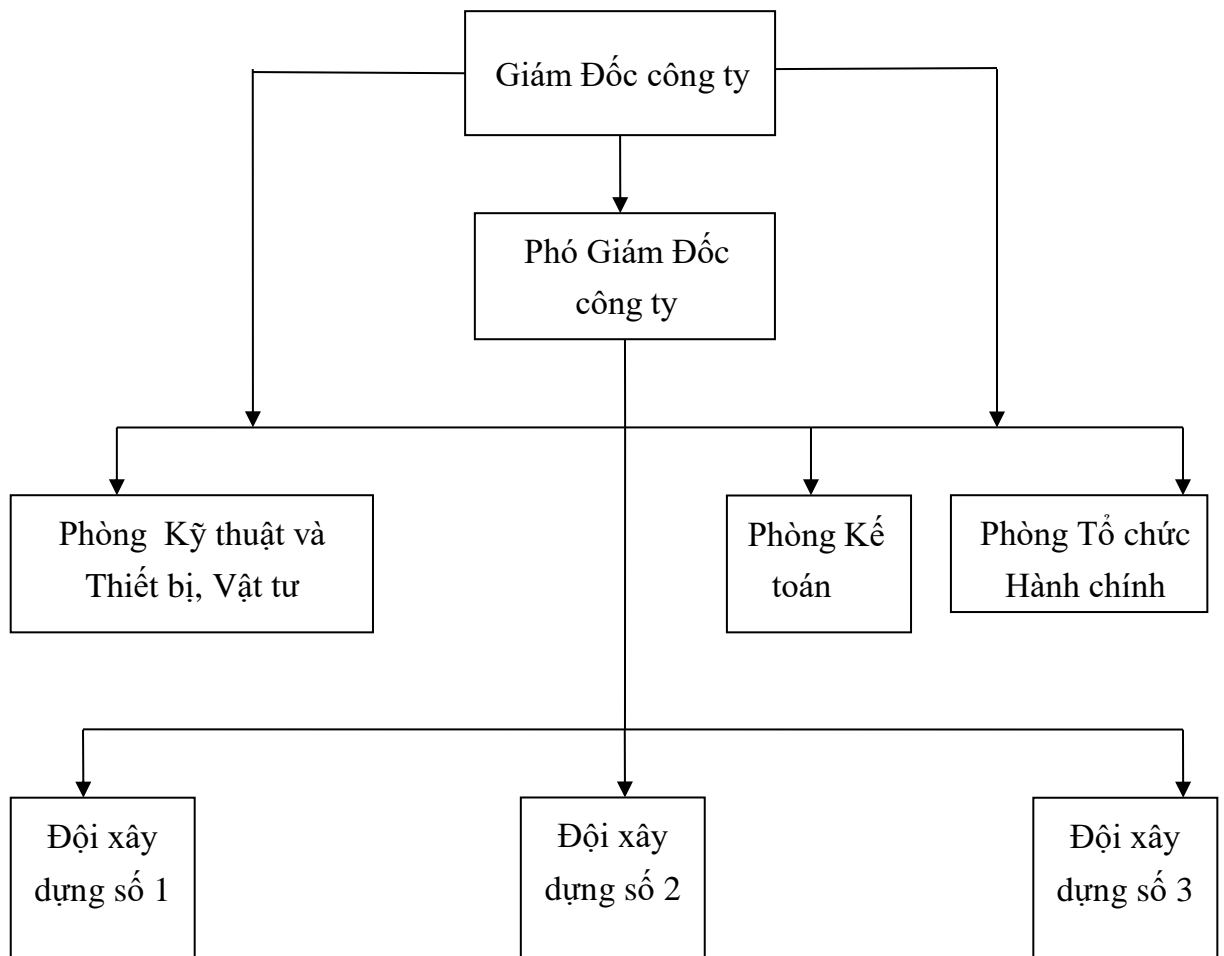 Giám Đốc công ty
Phó Giám Đốc
công ty
Phòng Kỹ thuật và
Thiết bị, Vật tư
Phòng Kế
toán
Phòng Tổ chức
Hành chính
Đội xây
dựng số 1
Đội xây
dựng số 2
Đội xây
dựng số 3